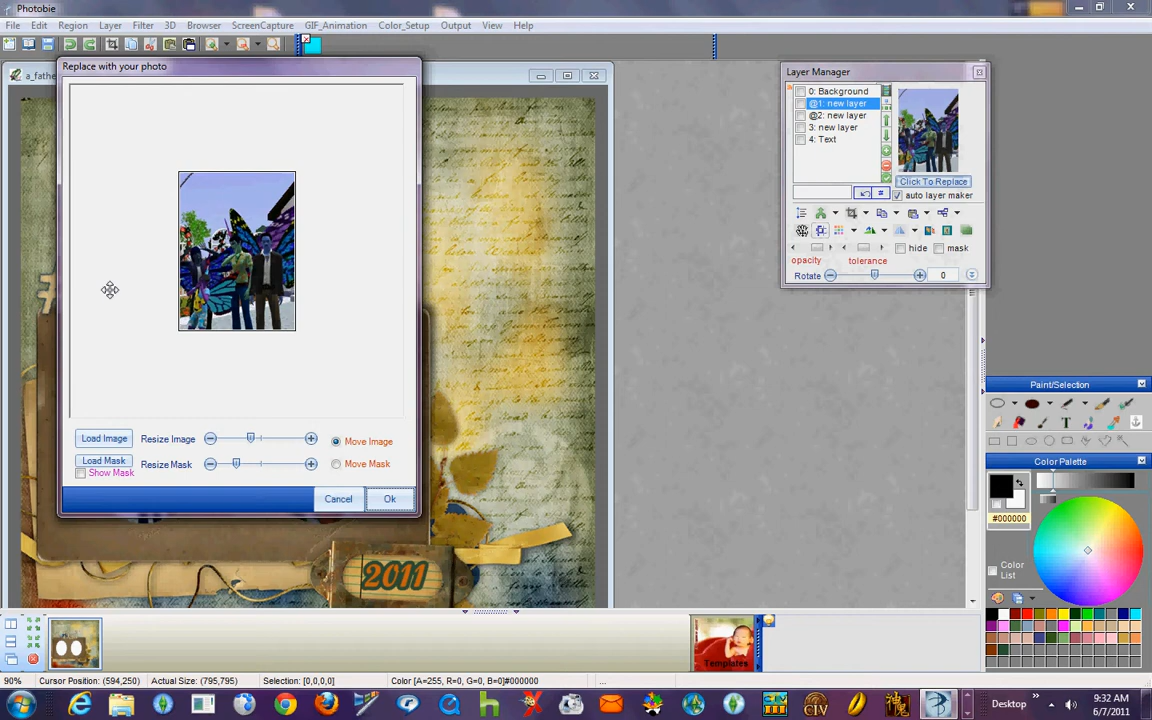 Photobie
File Edit Region Layer Filter 3D Browser ScreenCapture GIF_Animation Color_Setup Output View Help
a_fathe
Replace with your photo
Load Image Resize Image Move Image
Load Mask Resize Mask Move Mask
Show Mask
Cancel Ok
2011
Layer Manager
0: Background
@1: new layer
@2: new layer
3: new layer
4: Text
Click To Replace
# auto layer maker
hide mask
opacity tolerance
Rotate 0
Paint/Selection
T
Color Palette
#000000
Color
List
Templates
90% Cursor Position: (594,250) Actual Size: (795,795) Selection: [0,0,0,0] Color [A=255, R=0, G=0, B=0]#000000 ...
CIV
Desktop
9:32 AM
6/7/2011